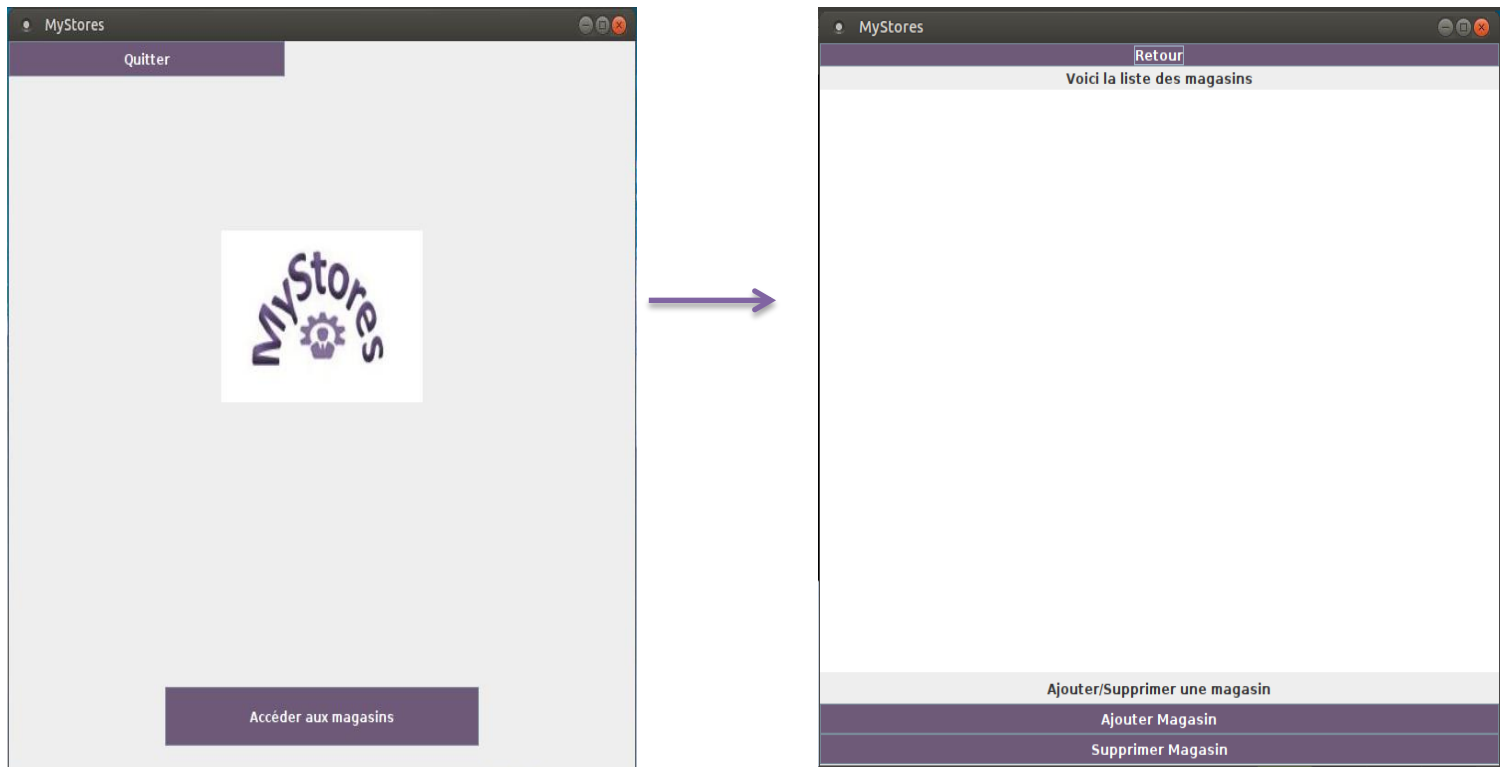 MyStores
Quitter
MyStores
Accéder aux magasins
MyStores
Retour
Voici la liste des magasins
Ajouter/Supprimer une magasin
Ajouter Magasin
Supprimer Magasin